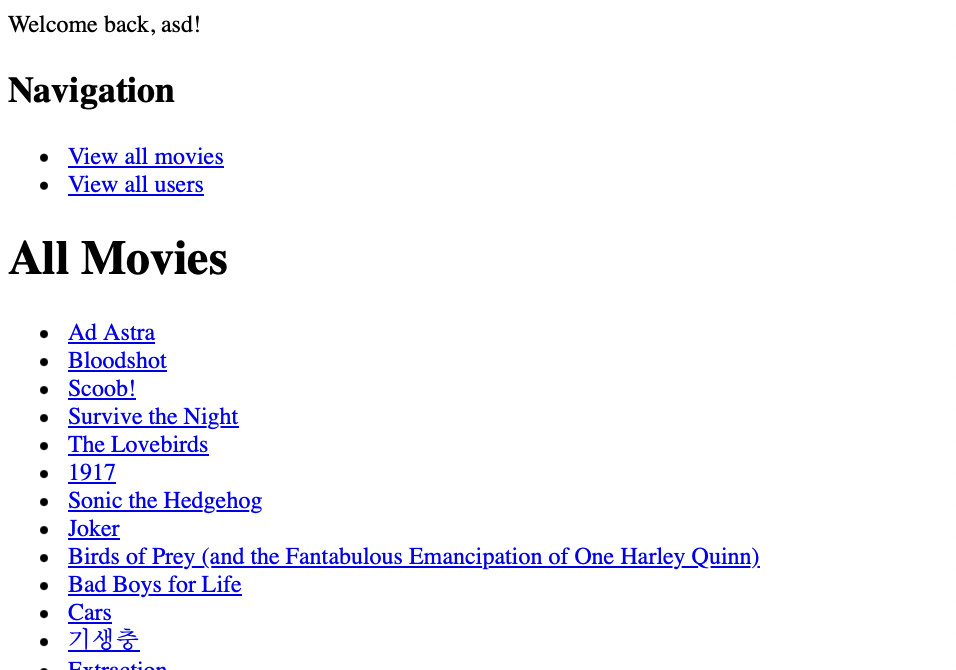 Welcome back, asd!
Navigation
View all movies
View all users
All Movies
Ad Astra
Bloodshot
Scoob!
Survive the Night
The Lovebirds
1917
Sonic the Hedgehog
Joker
Birds of Prey (and the Fantabulous Emancipation of One Harley Quinn)
Bad Boys for Life
Cars
기생충
Extraction